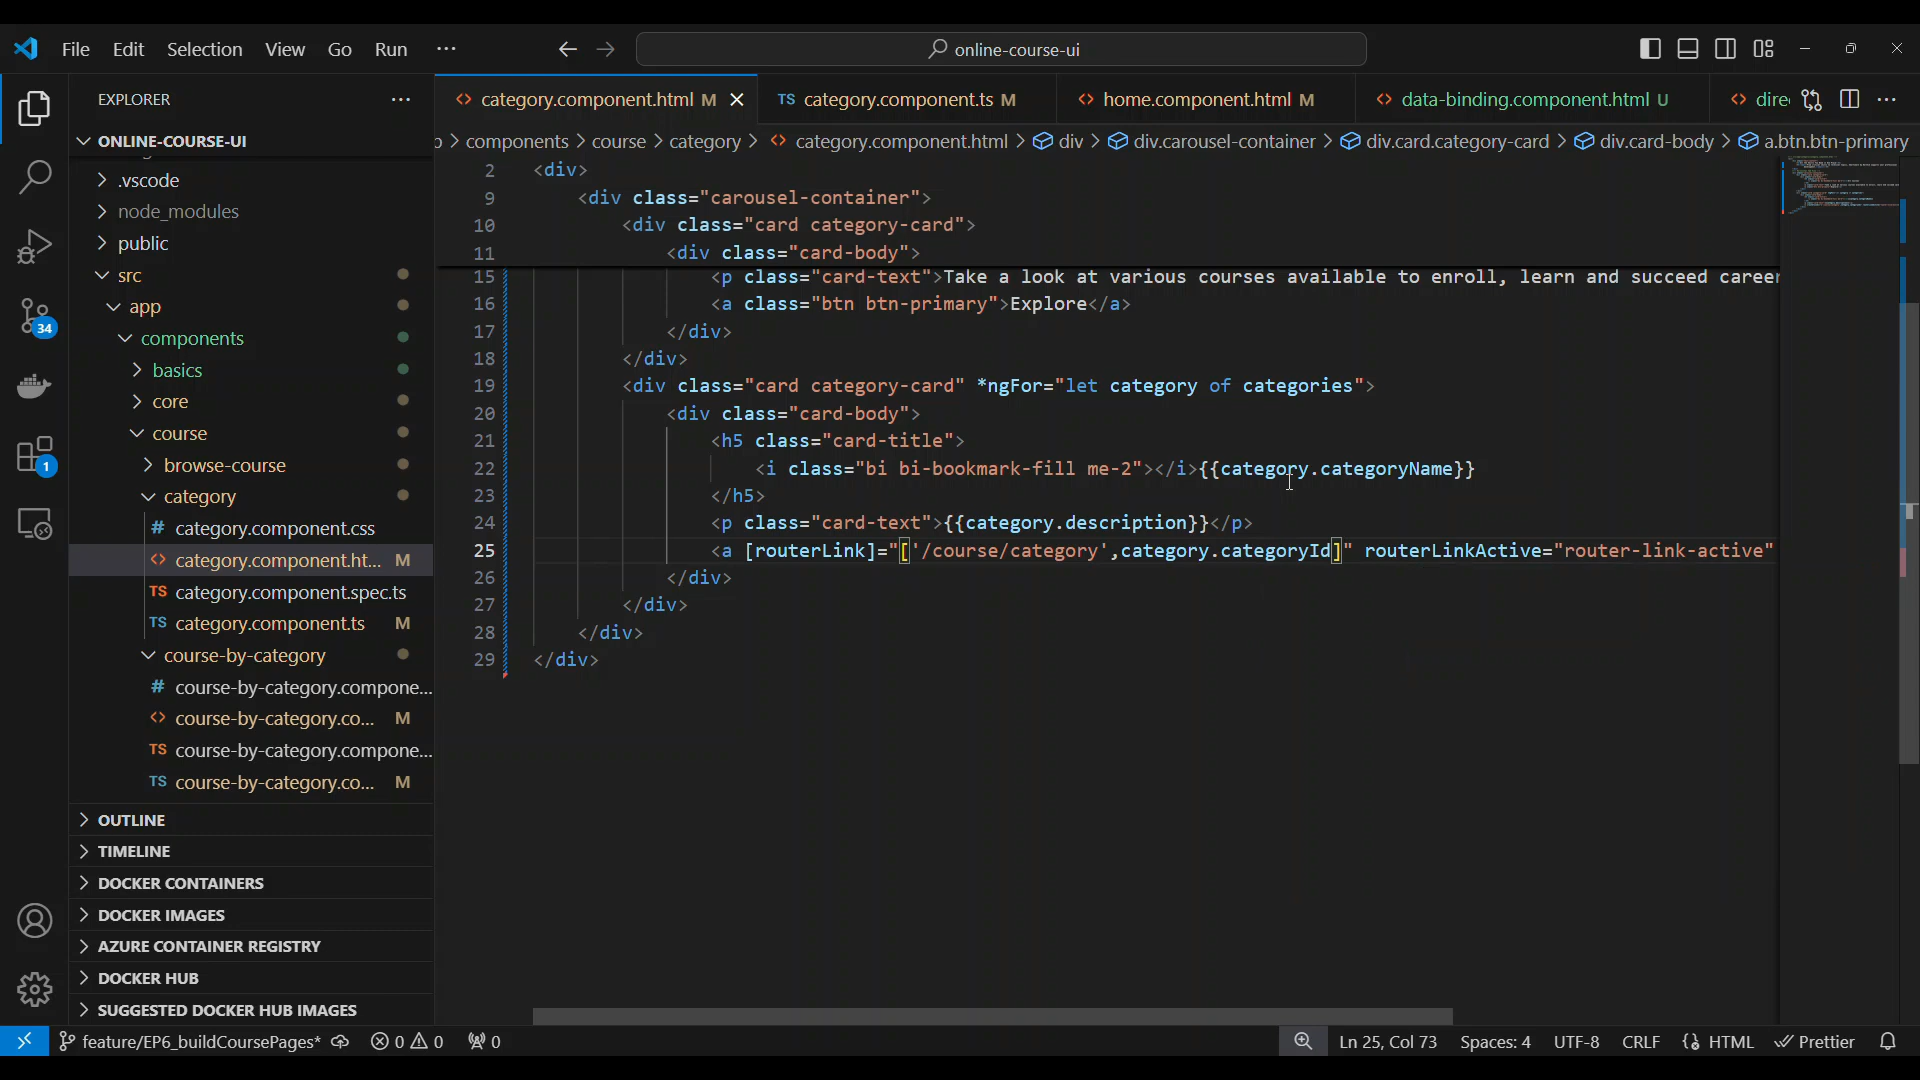 File Edit Selection View Go Run ···
online-course-ui
EXPLORER ···
ONLINE-COURSE-UI
.vscode
node_modules
public
src
app
components
basics
core
course
browse-course
category
# category.component.css
<> category.component.ht... M
TS category.component.spec.ts
TS category.component.ts M
course-by-category
# course-by-category.compone...
<> course-by-category.co... M
TS course-by-category.compone...
TS course-by-category.co... M
OUTLINE
TIMELINE
DOCKER CONTAINERS
DOCKER IMAGES
AZURE CONTAINER REGISTRY
DOCKER HUB
SUGGESTED DOCKER HUB IMAGES
34
1
<> category.component.html M
TS category.component.ts M
<> home.component.html M
<> data-binding.component.html U
<> dire
components > course > category > <> category.component.html > div > div.carousel-container > div.card.category-card > div.card-body > a.btn.btn-primary
2 <div>
9 <div class="carousel-container">
10 <div class="card category-card">
11 <div class="card-body">
15 <p class="card-text">Take a look at various courses available to enroll, learn and succeed career
16 <a class="btn btn-primary">Explore</a>
17 </div>
18 </div>
19 <div class="card category-card" *ngFor="let category of categories">
20 <div class="card-body">
21 <h5 class="card-title">
22 <i class="bi bi-bookmark-fill me-2"></i>{{category.categoryName}}
23 </h5>
24 <p class="card-text">{{category.description}}</p>
25 <a [routerLink]="['/course/category',category.categoryId]" routerLinkActive="router-link-active"
26 </div>
27 </div>
28 </div>
29 </div>
feature/EP6_buildCoursePages* 0 0 0
Ln 25, Col 73 Spaces: 4 UTF-8 CRLF HTML Prettier